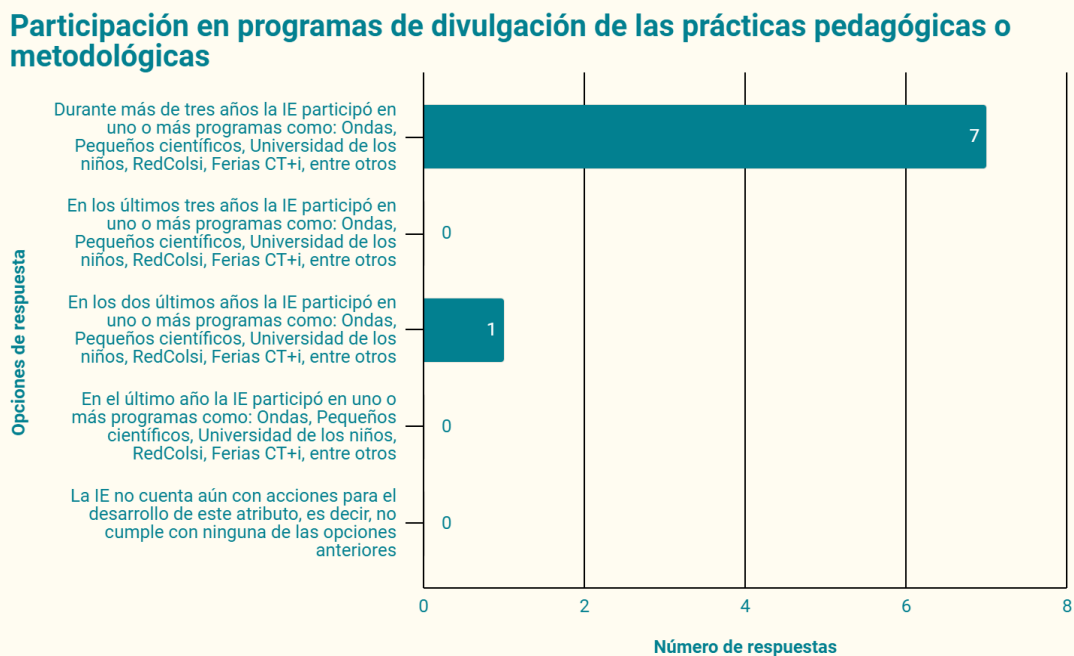 Participación en programas de divulgación de las prácticas pedagógicas o
metodológicas
Opciones de respuesta
Durante más de tres años la IE participó en
uno o más programas como: Ondas,
Pequeños científicos, Universidad de los
niños, RedColsi, Ferias CT+i, entre otros
7
En los últimos tres años la IE participó en
uno o más programas como: Ondas,
Pequeños científicos, Universidad de los
niños, RedColsi, Ferias CT+i, entre otros
0
En los dos últimos años la IE participó en
uno o más programas como: Ondas,
Pequeños científicos, Universidad de los
niños, RedColsi, Ferias CT+i, entre otros
1
En el último año la IE participó en uno o
más programas como: Ondas, Pequeños
científicos, Universidad de los niños,
RedColsi, Ferias CT+i, entre otros
0
La IE no cuenta aún con acciones para el
desarrollo de este atributo, es decir, no
cumple con ninguna de las opciones
anteriores
0
0 2 4 6 8
Número de respuestas